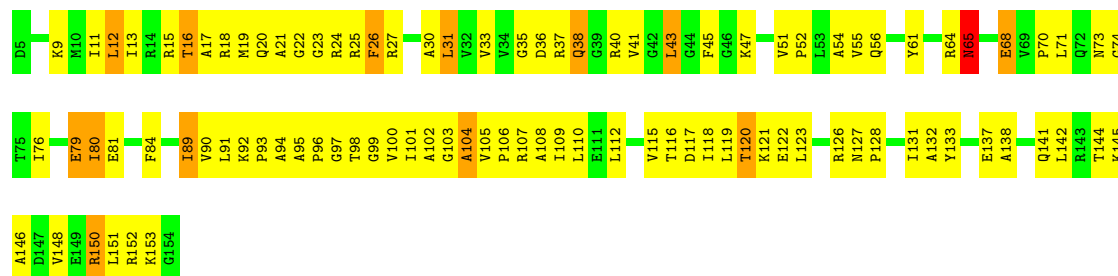 D5 K9 M10 I11 L12 I13 R14 R15 T16 A17 R18 M19 Q20 A21 G22 G23 R24 R25 F26 R27 A30 L31 V32 V33 V34 G35 D36 R37 Q38 G39 R40 V41 G42 L43 G44 F45 G46 K47 V51 P52 L53 A54 V55 Q56 Y61 R64 N65 E68 V69 P70 L71 Q72 N73 G74
T75 I76 E79 I80 E81 F84 I89 V90 L91 K92 P93 A94 A95 P96 G97 T98 G99 V100 I101 A102 G103 A104 V105 P106 R107 A108 I109 L110 E111 L112 V115 T116 D117 I118 L119 T120 K121 E122 L123 R126 N127 P128 I131 A132 Y133 E137 A138 Q141 L142 R143 T144 K145
A146 D147 V148 E149 R150 L151 R152 K153 G154